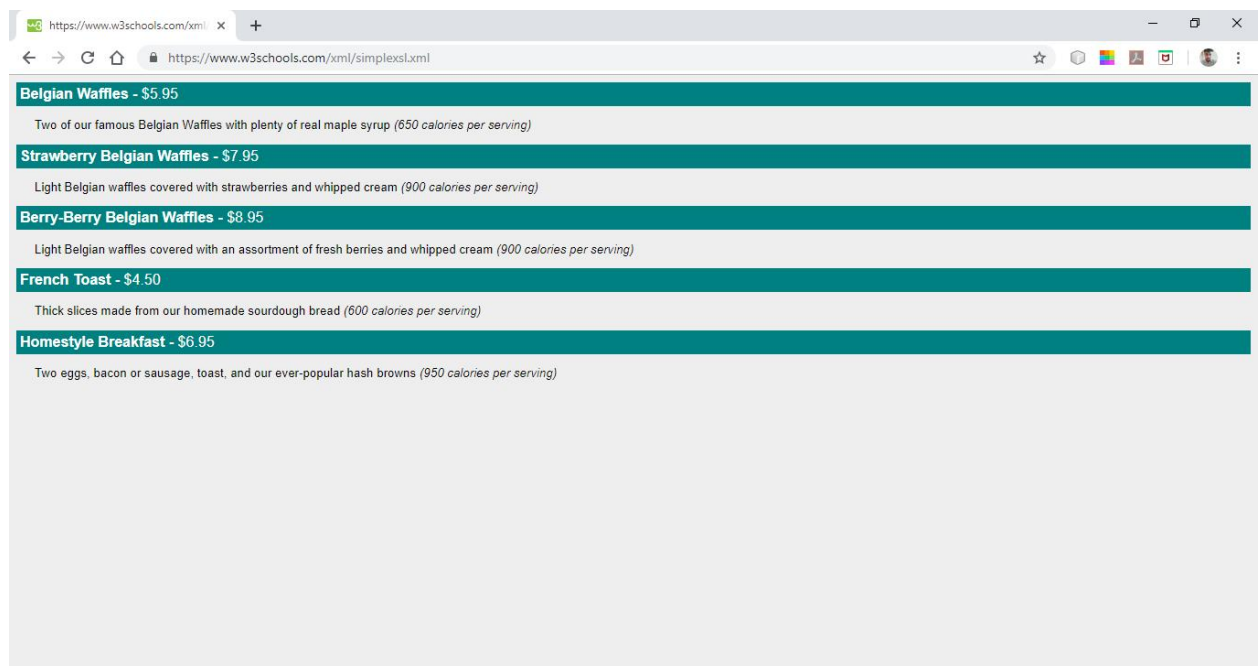 https://www.w3schools.com/xml
https://www.w3schools.com/xml/simplexsl.xml
Belgian Waffles - $5.95
Two of our famous Belgian Waffles with plenty of real maple syrup (650 calories per serving)
Strawberry Belgian Waffles - $7.95
Light Belgian waffles covered with strawberries and whipped cream (900 calories per serving)
Berry-Berry Belgian Waffles - $8.95
Light Belgian waffles covered with an assortment of fresh berries and whipped cream (900 calories per serving)
French Toast - $4.50
Thick slices made from our homemade sourdough bread (600 calories per serving)
Homestyle Breakfast - $6.95
Two eggs, bacon or sausage, toast, and our ever-popular hash browns (950 calories per serving)